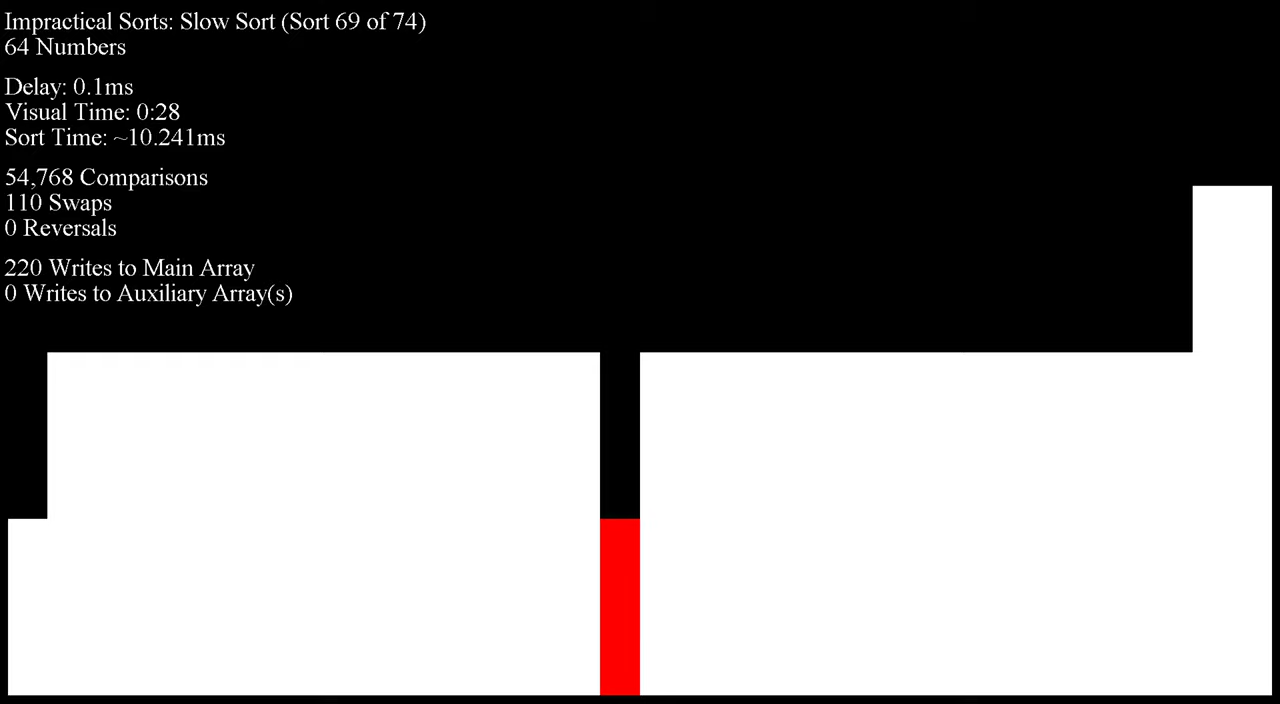 Impractical Sorts: Slow Sort (Sort 69 of 74)
64 Numbers
Delay: 0.1ms
Visual Time: 0:28
Sort Time: ~10.241ms
54,768 Comparisons
110 Swaps
0 Reversals
220 Writes to Main Array
0 Writes to Auxiliary Array(s)